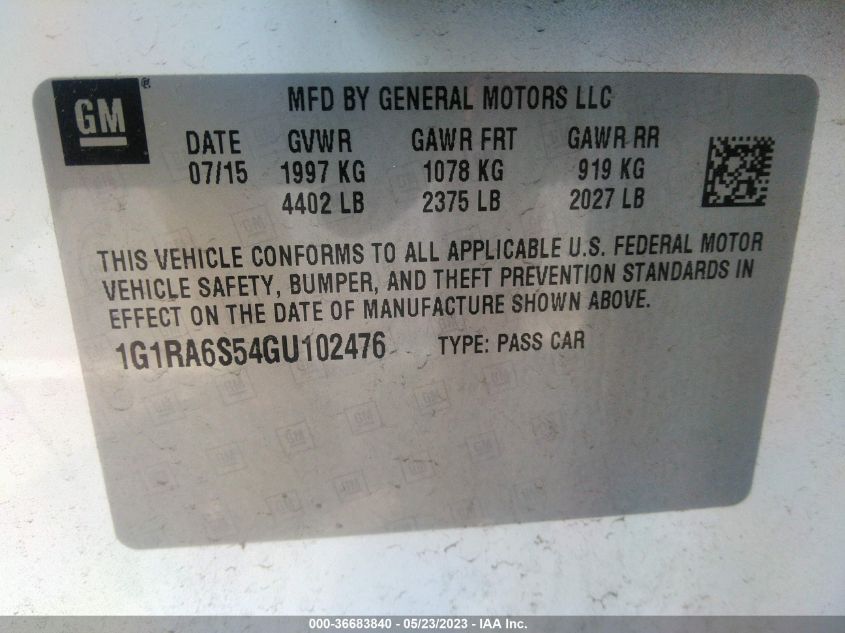 GM ®
MFD BY GENERAL MOTORS LLC
DATE GVWR GAWR FRT GAWR RR
07/15 1997 KG 1078 KG 919 KG
4402 LB 2375 LB 2027 LB
THIS VEHICLE CONFORMS TO ALL APPLICABLE U.S. FEDERAL MOTOR
VEHICLE SAFETY, BUMPER, AND THEFT PREVENTION STANDARDS IN
EFFECT ON THE DATE OF MANUFACTURE SHOWN ABOVE.
1G1RA6S54GU102476 TYPE: PASS CAR
000-36683840 - 05/23/2023 - IAA Inc.